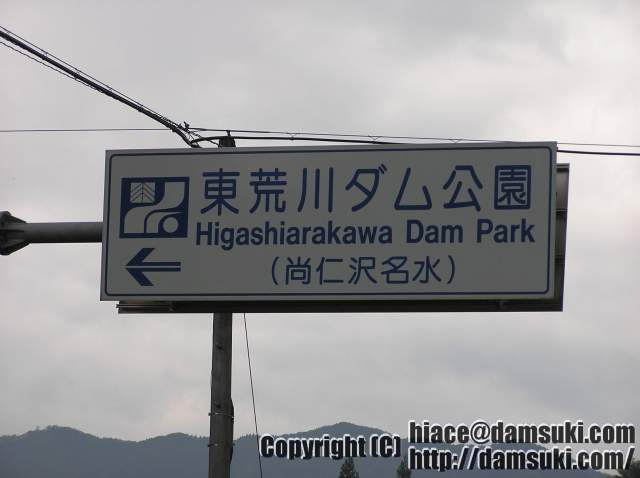 東荒川ダム公園
Higashiarakawa Dam Park
(尚仁沢名水)
Copyright (C) hiace@damsuki.com
http://damsuki.com/